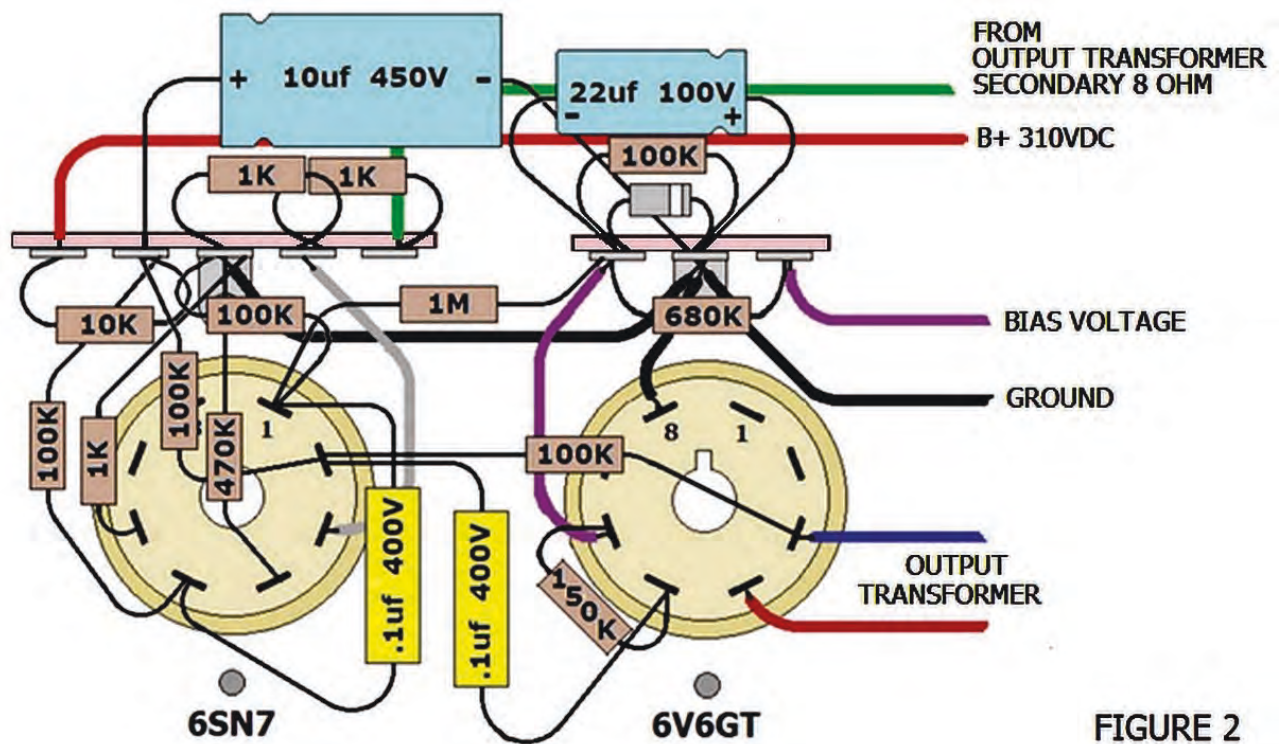 FROM
OUTPUT TRANSFORMER
SECONDARY 8 OHM
+ 10uf 450V -
22uf 100V
- +
B+ 310VDC
100K
1K
1K
1M
10K
100K
680K
BIAS VOLTAGE
GROUND
100K
1K
100K
470K
1
8
1
100K
.1uf 400V
.1uf 400V
150K
OUTPUT
TRANSFORMER
6SN7
6V6GT
FIGURE 2